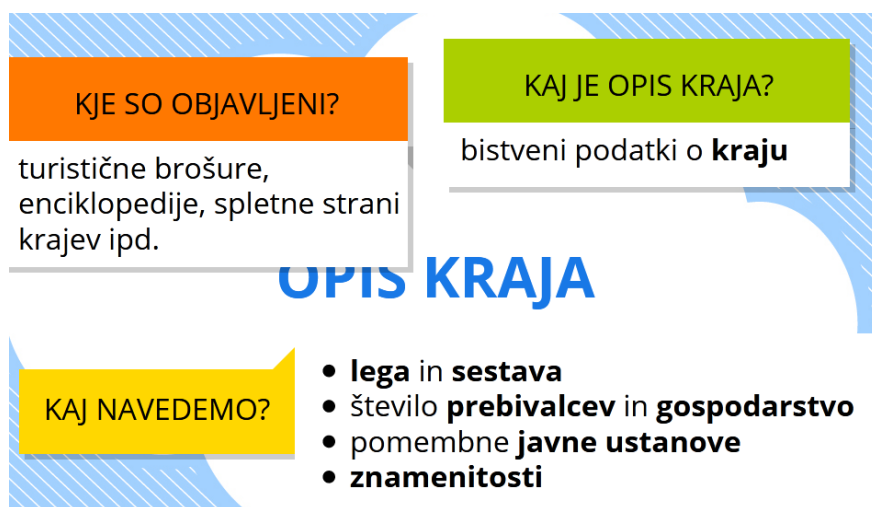 KJE SO OBJAVLJENI?
turistične brošure,
enciklopedije, spletne strani
krajev ipd.
KAJ JE OPIS KRAJA?
bistveni podatki o kraju
OPIS KRAJA
KAJ NAVEDEMO?
• lega in sestava
• število prebivalcev in gospodarstvo
• pomembne javne ustanove
• znamenitosti